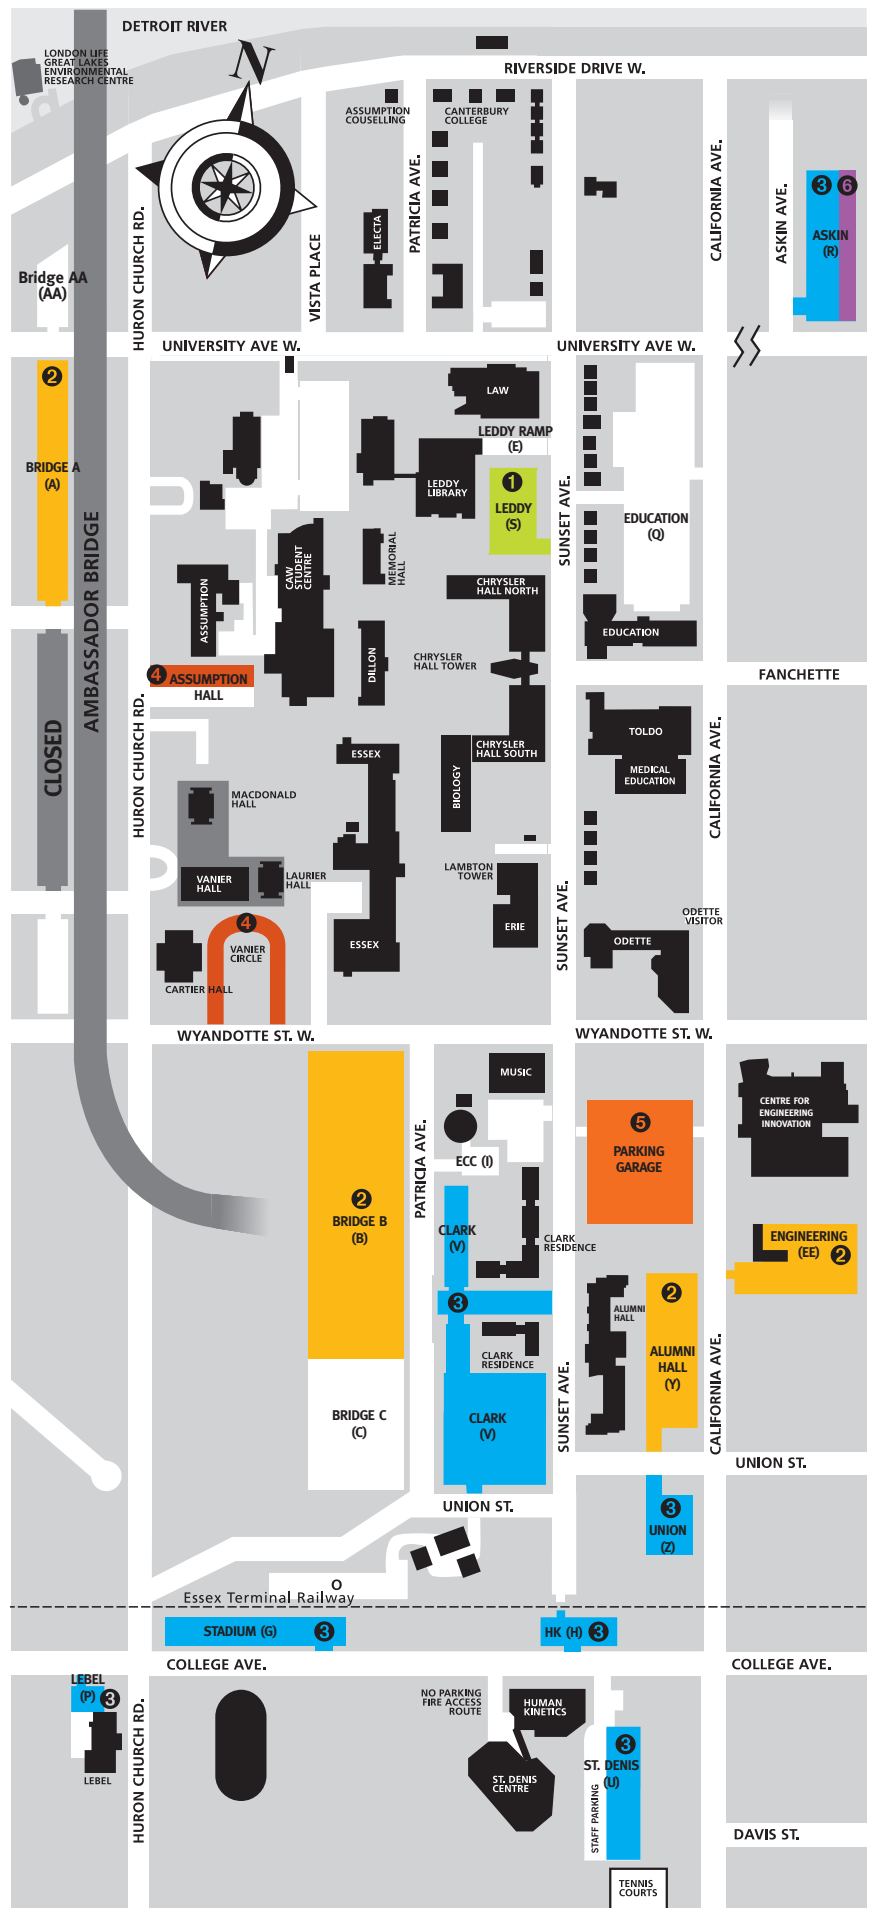 DETROIT RIVER
LONDON LIFE
GREAT LAKES
ENVIRONMENTAL
RESEARCH CENTRE
N
RIVERSIDE DRIVE W.
ASSUMPTION
COUSELLING
CANTERBURY
COLLEGE
HURON CHURCH RD.
VISTA PLACE
PATRICIA AVE.
CALIFORNIA AVE.
ASKIN AVE.
3
6
ASKIN
(R)
ELECTA
Bridge AA
(AA)
UNIVERSITY AVE W.
UNIVERSITY AVE W.
2
BRIDGE A
(A)
LAW
LEDDY RAMP
(E)
LEDDY
LIBRARY
1
LEDDY
(S)
SUNSET AVE.
EDUCATION
(Q)
AMBASSADOR BRIDGE
CAW
STUDENT
CENTRE
MEMORIAL
HALL
CHRYSLER
HALL NORTH
ASSUMPTION
DILLON
EDUCATION
CHRYSLER
HALL TOWER
4
ASSUMPTION
HALL
FANCHETTE
CLOSED
HURON CHURCH RD.
ESSEX
BIOLOGY
CHRYSLER
HALL SOUTH
TOLDO
MEDICAL
EDUCATION
CALIFORNIA AVE.
MACDONALD
HALL
VANIER
HALL
LAURIER
HALL
LAMBTON
TOWER
ERIE
SUNSET AVE.
ODETTE
VISITOR
ODETTE
4
VANIER
CIRCLE
ESSEX
CARTIER HALL
WYANDOTTE ST. W.
WYANDOTTE ST. W.
MUSIC
CENTRE FOR
ENGINEERING
INNOVATION
PATRICIA AVE.
ECC (I)
5
PARKING
GARAGE
2
BRIDGE B
(B)
CLARK
(V)
CLARK
RESIDENCE
ENGINEERING
(EE)
2
3
2
ALUMNI
HALL
ALUMNI
HALL
(Y)
CLARK
RESIDENCE
SUNSET AVE.
CALIFORNIA AVE.
BRIDGE C
(C)
CLARK
(V)
UNION ST.
UNION ST.
3
UNION
(Z)
O
Essex Terminal Railway
STADIUM (G)
3
HK (H)
3
COLLEGE AVE.
COLLEGE AVE.
LEBEL
(P)
3
LEBEL
HURON CHURCH RD.
NO PARKING
FIRE ACCESS
ROUTE
HUMAN
KINETICS
ST. DENIS
CENTRE
3
ST. DENIS
(U)
STAFF PARKING
DAVIS ST.
TENNIS
COURTS